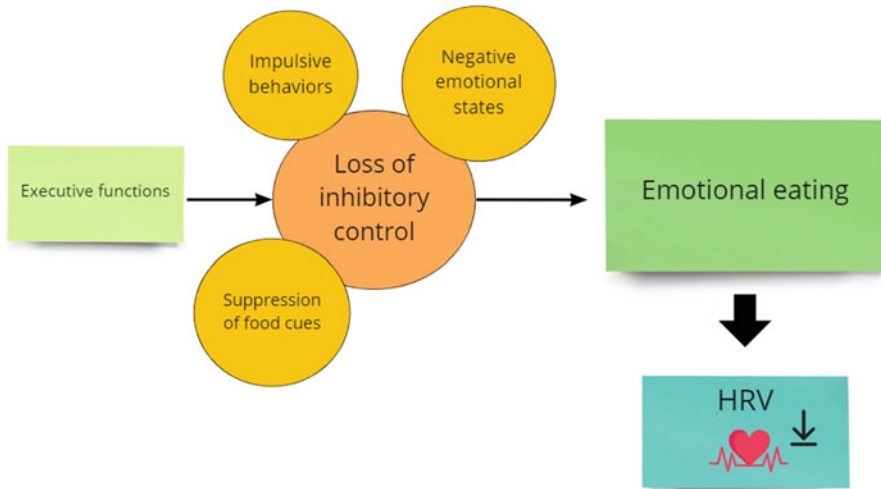 Impulsive
behaviors
Negative
emotional
states
Executive functions
Loss of
inhibitory
control
Emotional eating
Suppression
of food cues
HRV